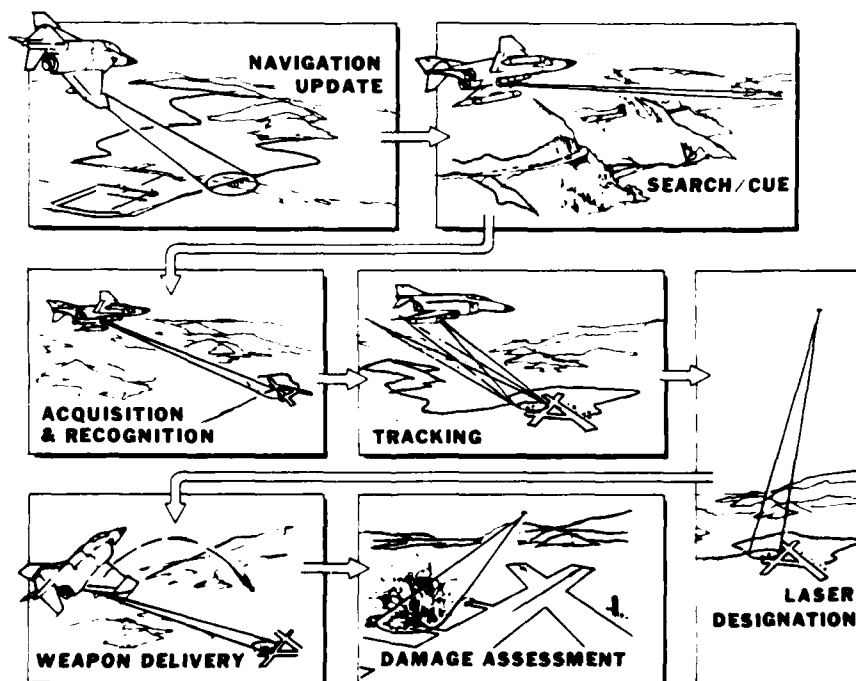 NAVIGATION
UPDATE
SEARCH/CUE
ACQUISITION
& RECOGNITION
TRACKING
LASER
DESIGNATION
WEAPON DELIVERY
DAMAGE ASSESSMENT